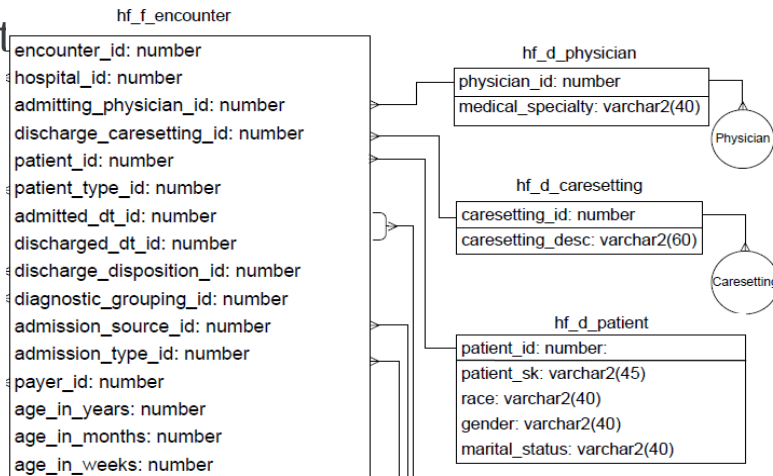 hf_f_encounter
t
encounter_id: number
hospital_id: number
admitting_physician_id: number
discharge_caresetting_id: number
patient_id: number
patient_type_id: number
admitted_dt_id: number
discharged_dt_id: number
discharge_disposition_id: number
diagnostic_grouping_id: number
admission_source_id: number
admission_type_id: number
payer_id: number
age_in_years: number
age_in_months: number
age_in_weeks: number
hf_d_physician
physician_id: number
medical_specialty: varchar2(40)
Physician
hf_d_caresetting
caresetting_id: number
caresetting_desc: varchar2(60)
Caresetting
hf_d_patient
patient_id: number:
patient_sk: varchar2(45)
race: varchar2(40)
gender: varchar2(40)
marital_status: varchar2(40)